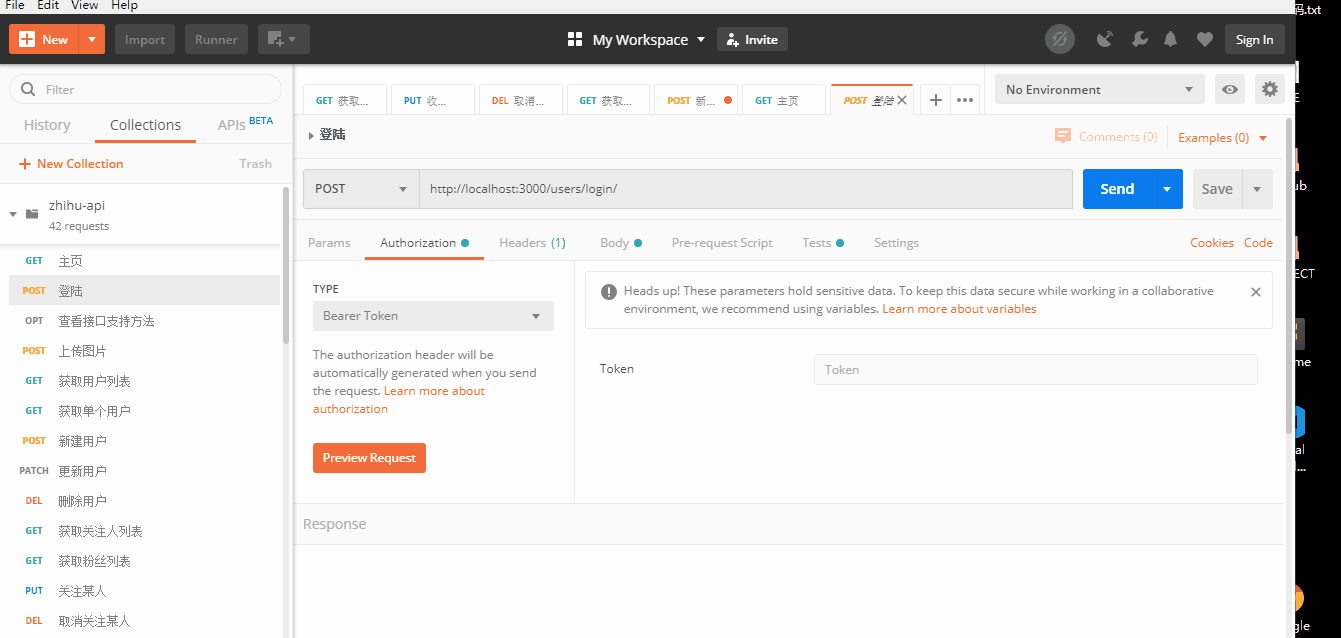 File Edit View Help
New Import Runner My Workspace Invite Sign In
Filter
History Collections APIs BETA
New Collection Trash
zhihu-api
42 requests
GET 主页
POST 登陆
OPT 查看接口支持方法
POST 上传图片
GET 获取用户列表
GET 获取单个用户
POST 新建用户
PATCH 更新用户
DEL 删除用户
GET 获取关注人列表
GET 获取粉丝列表
PUT 关注某人
DEL 取消关注某人
GET 获取... PUT 收... DEL 取消... GET 获取... POST 新... GET 主页 POST 登陆
No Environment
登陆
Comments (0) Examples (0)
POST http://localhost:3000/users/login/ Send Save
Params Authorization Headers (1) Body Pre-request Script Tests Settings Cookies Code
TYPE
Bearer Token
The authorization header will be
automatically generated when you send
the request. Learn more about
authorization
Preview Request
Heads up! These parameters hold sensitive data. To keep this data secure while working in a collaborative
environment, we recommend using variables. Learn more about variables
Token Token
Response
码.txt
E
ub
ECT
me
al
...
gle